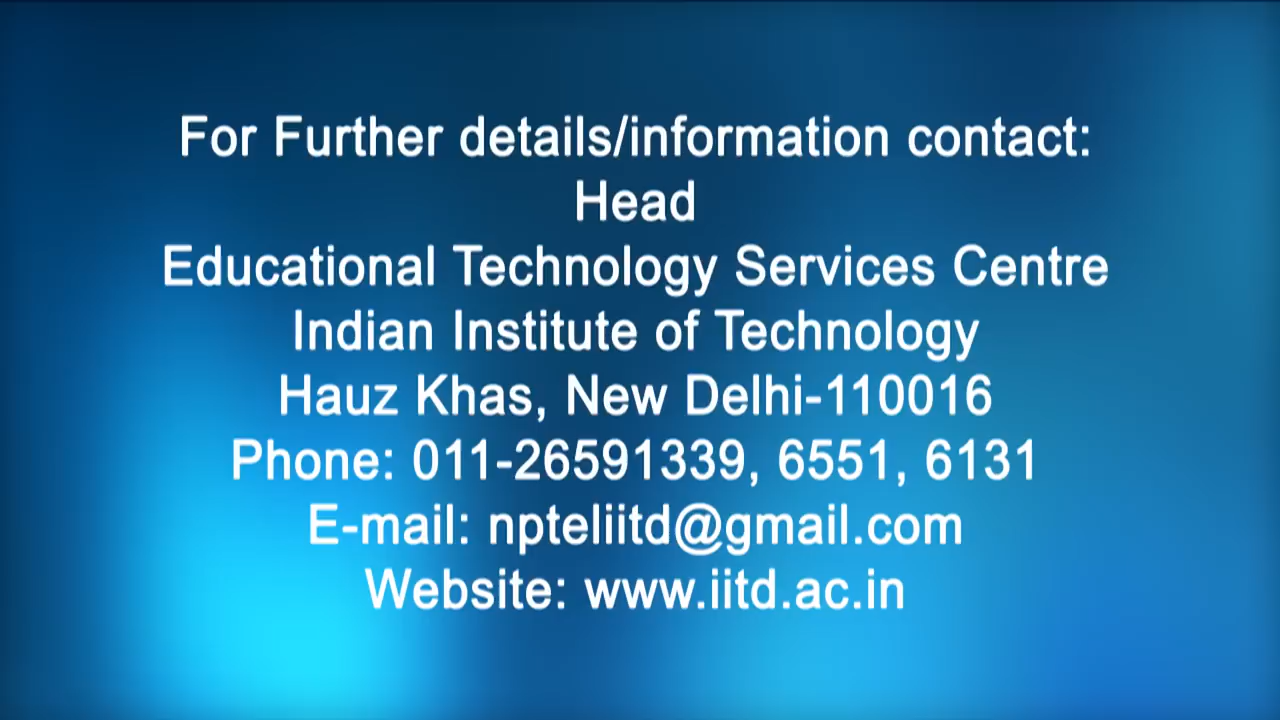 For Further details/information contact:
Head
Educational Technology Services Centre
Indian Institute of Technology
Hauz Khas, New Delhi-110016
Phone: 011-26591339, 6551, 6131
E-mail: npteliitd@gmail.com
Website: www.iitd.ac.in